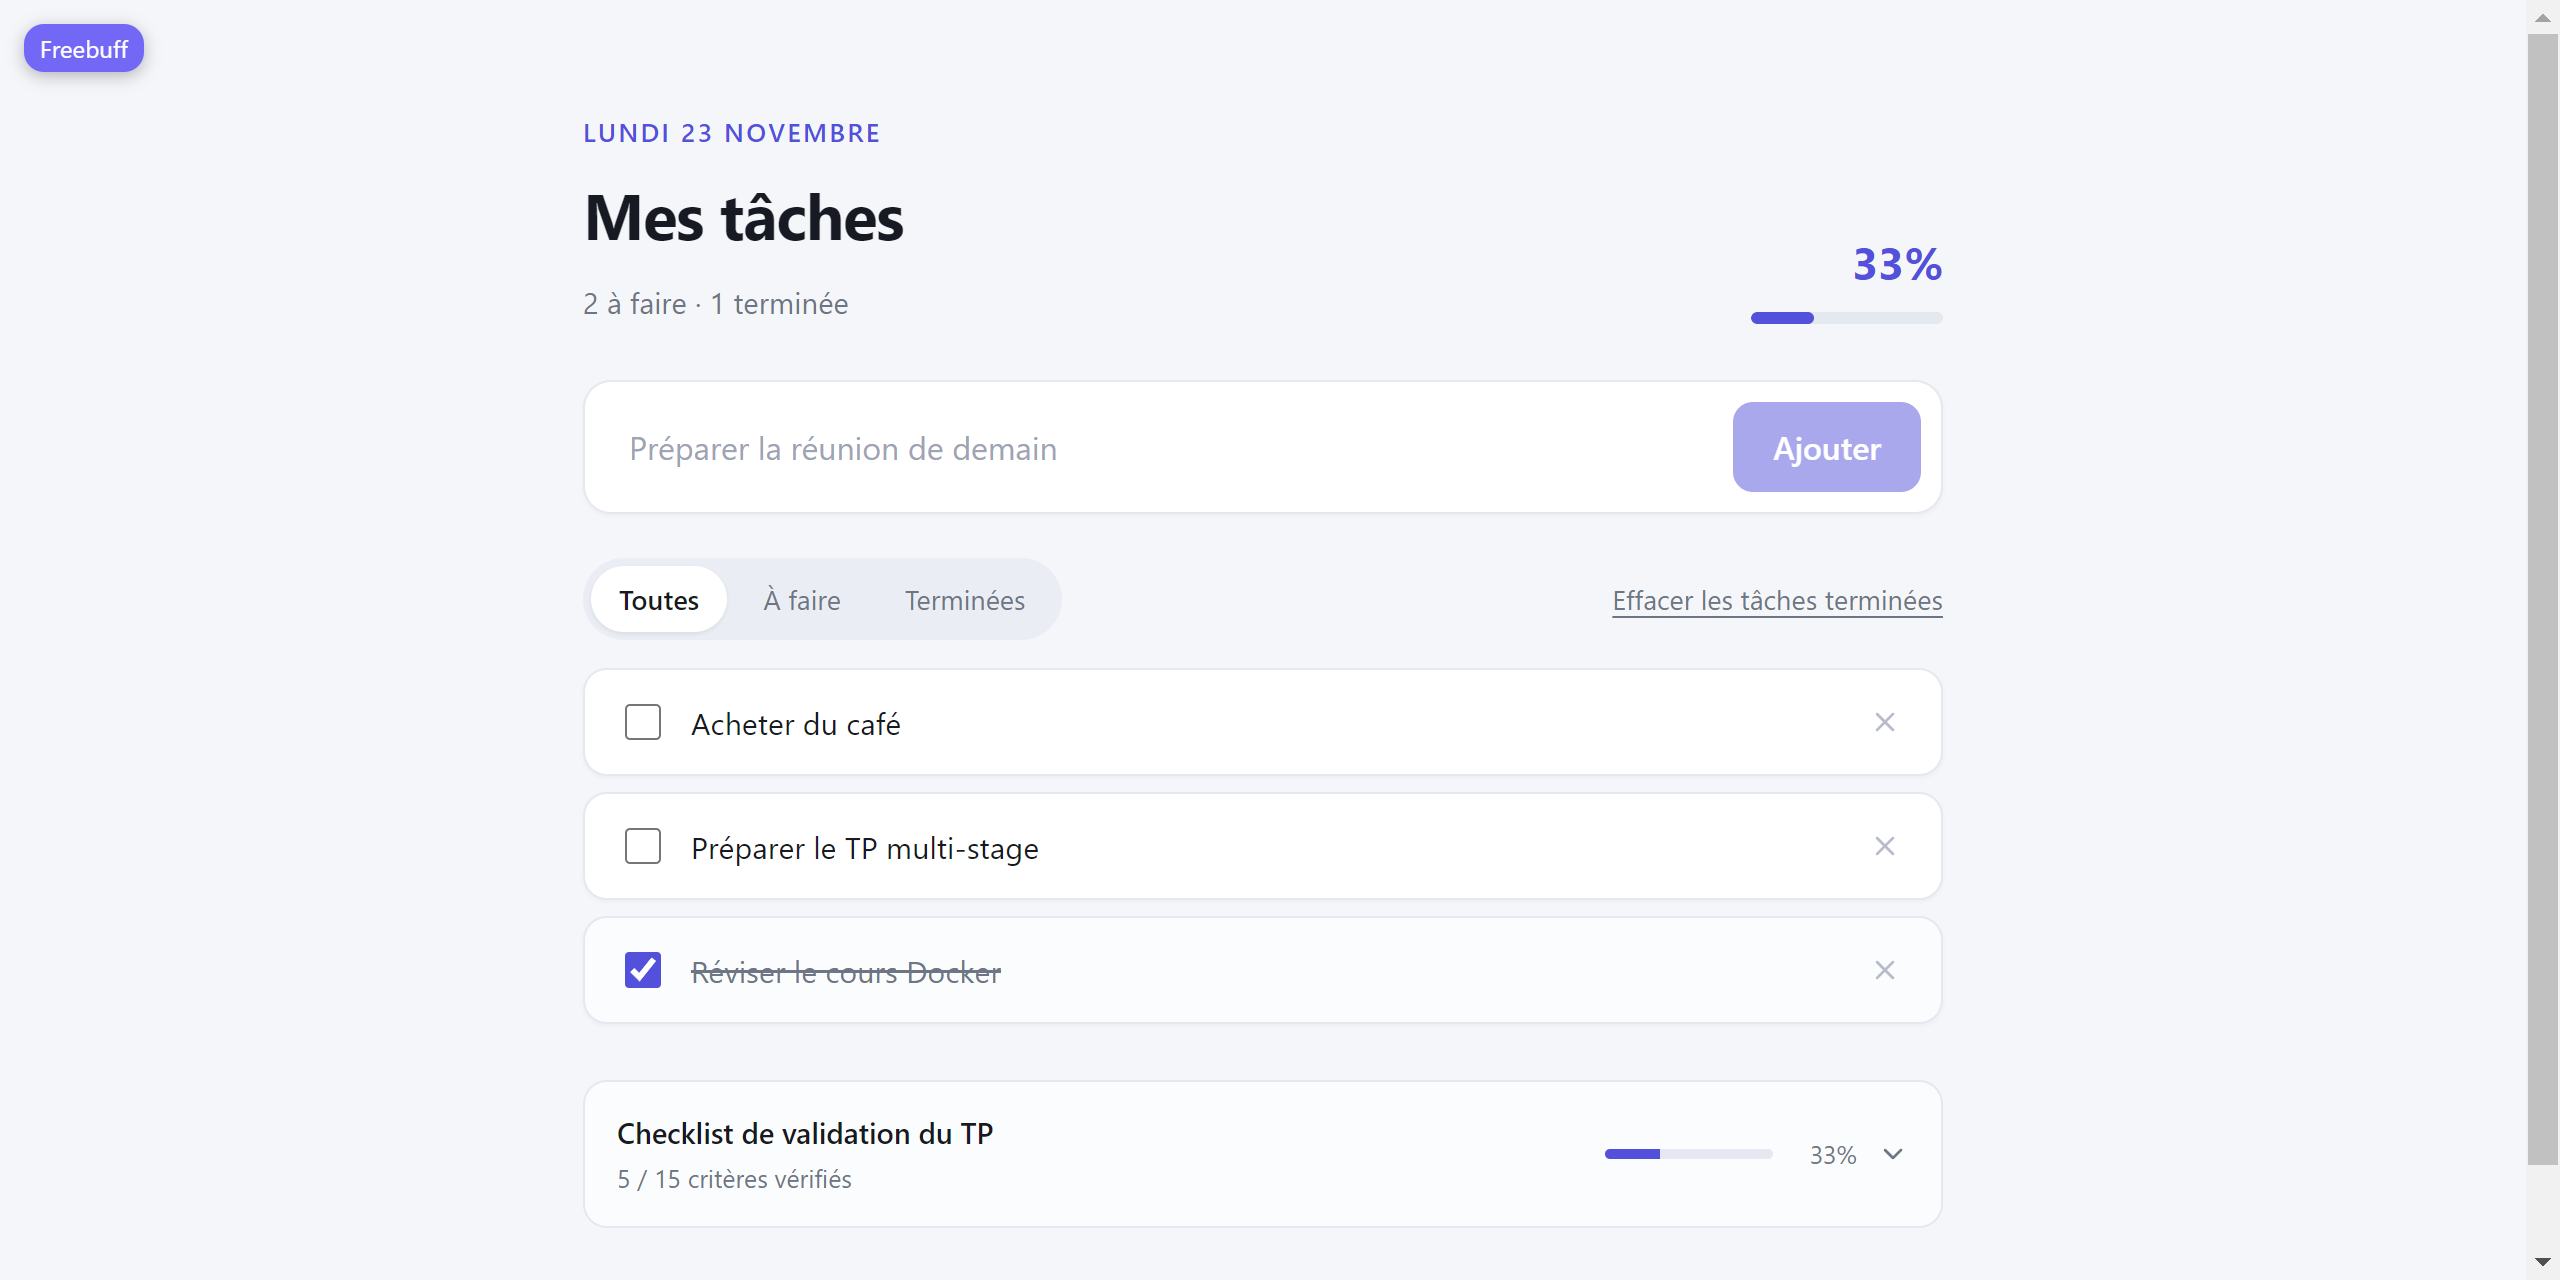 Freebuff
LUNDI 23 NOVEMBRE
Mes tâches
2 à faire · 1 terminée
33%
Préparer la réunion de demain
Ajouter
Toutes
À faire
Terminées
Effacer les tâches terminées
Acheter du café
Préparer le TP multi-stage
Réviser le cours Docker
Checklist de validation du TP
5 / 15 critères vérifiés
33%